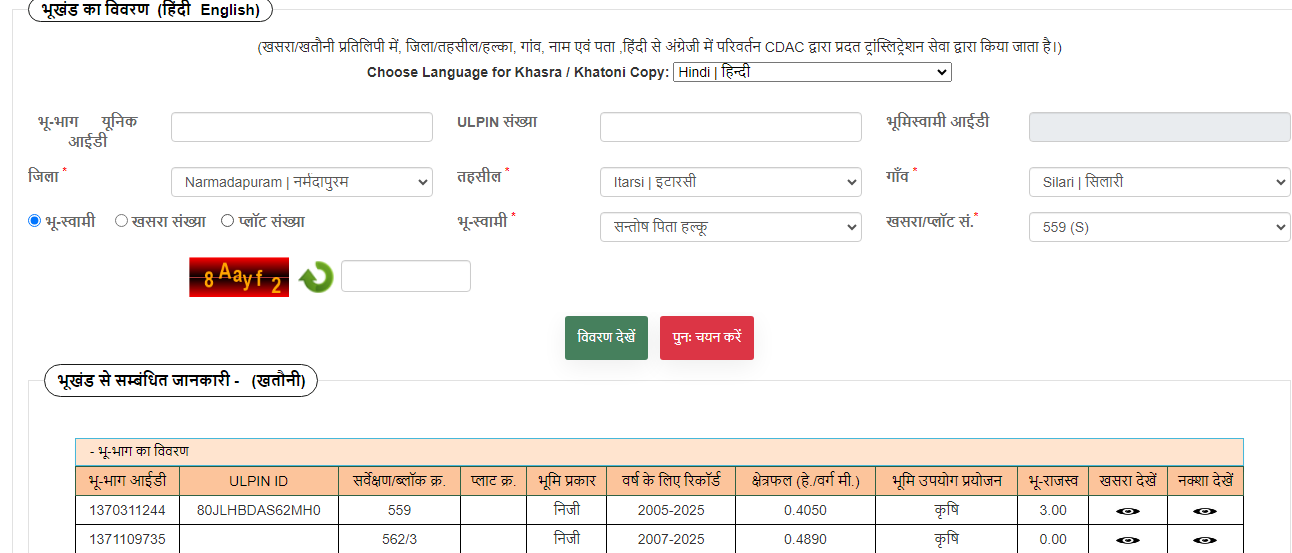 भूखंड का विवरण (हिंदी English)
(खसरा/खतौनी प्रतिलिपी में, जिला/तहसील/हल्का, गांव, नाम एवं पता ,हिंदी से अंग्रेजी में परिवर्तन CDAC द्वारा प्रदत ट्रांस्लिट्रेशन सेवा द्वारा किया जाता है।)
Choose Language for Khasra / Khatoni Copy: Hindi | हिन्दी
भू-भाग यूनिक आईडी
ULPIN संख्या
भूमिस्वामी आईडी
जिला * Narmadapuram | नर्मदापुरम
तहसील * Itarsi | इटारसी
गाँव * Silari | सिलारी
भू-स्वामी खसरा संख्या प्लॉट संख्या
भू-स्वामी * सन्तोष पिता हल्कू
खसरा/प्लॉट सं.* 559 (S)
8Aayf2
विवरण देखें पुनः चयन करें
भूखंड से सम्बंधित जानकारी - (खतौनी)
- भू-भाग का विवरण
भू-भाग आईडी ULPIN ID सर्वेक्षण/ब्लॉक क्र. प्लाट क्र. भूमि प्रकार वर्ष के लिए रिकॉर्ड क्षेत्रफल (हे./वर्ग मी.) भूमि उपयोग प्रयोजन भू-राजस्व खसरा देखें नक्शा देखें
1370311244 80JLHBDAS62MH0 559 निजी 2005-2025 0.4050 कृषि 3.00
1371109735 562/3 निजी 2007-2025 0.4890 कृषि 0.00